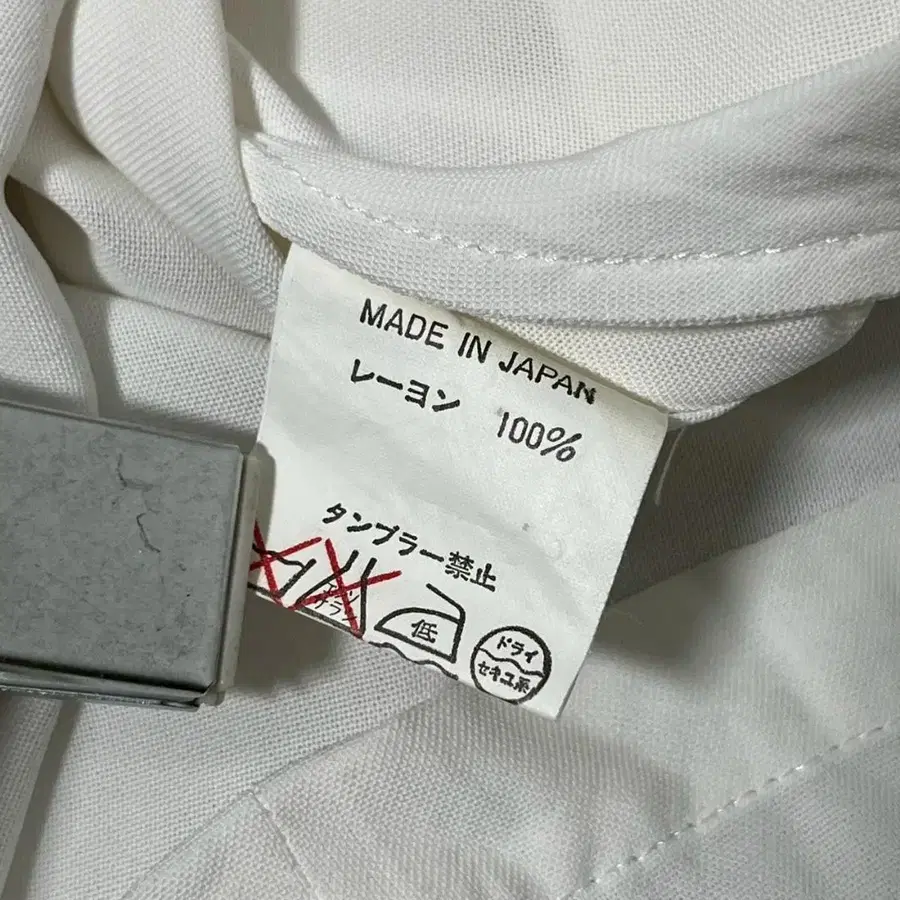 MADE IN JAPAN
レーヨン 100%
タンブラー禁止
低
ドライ
セキユ系